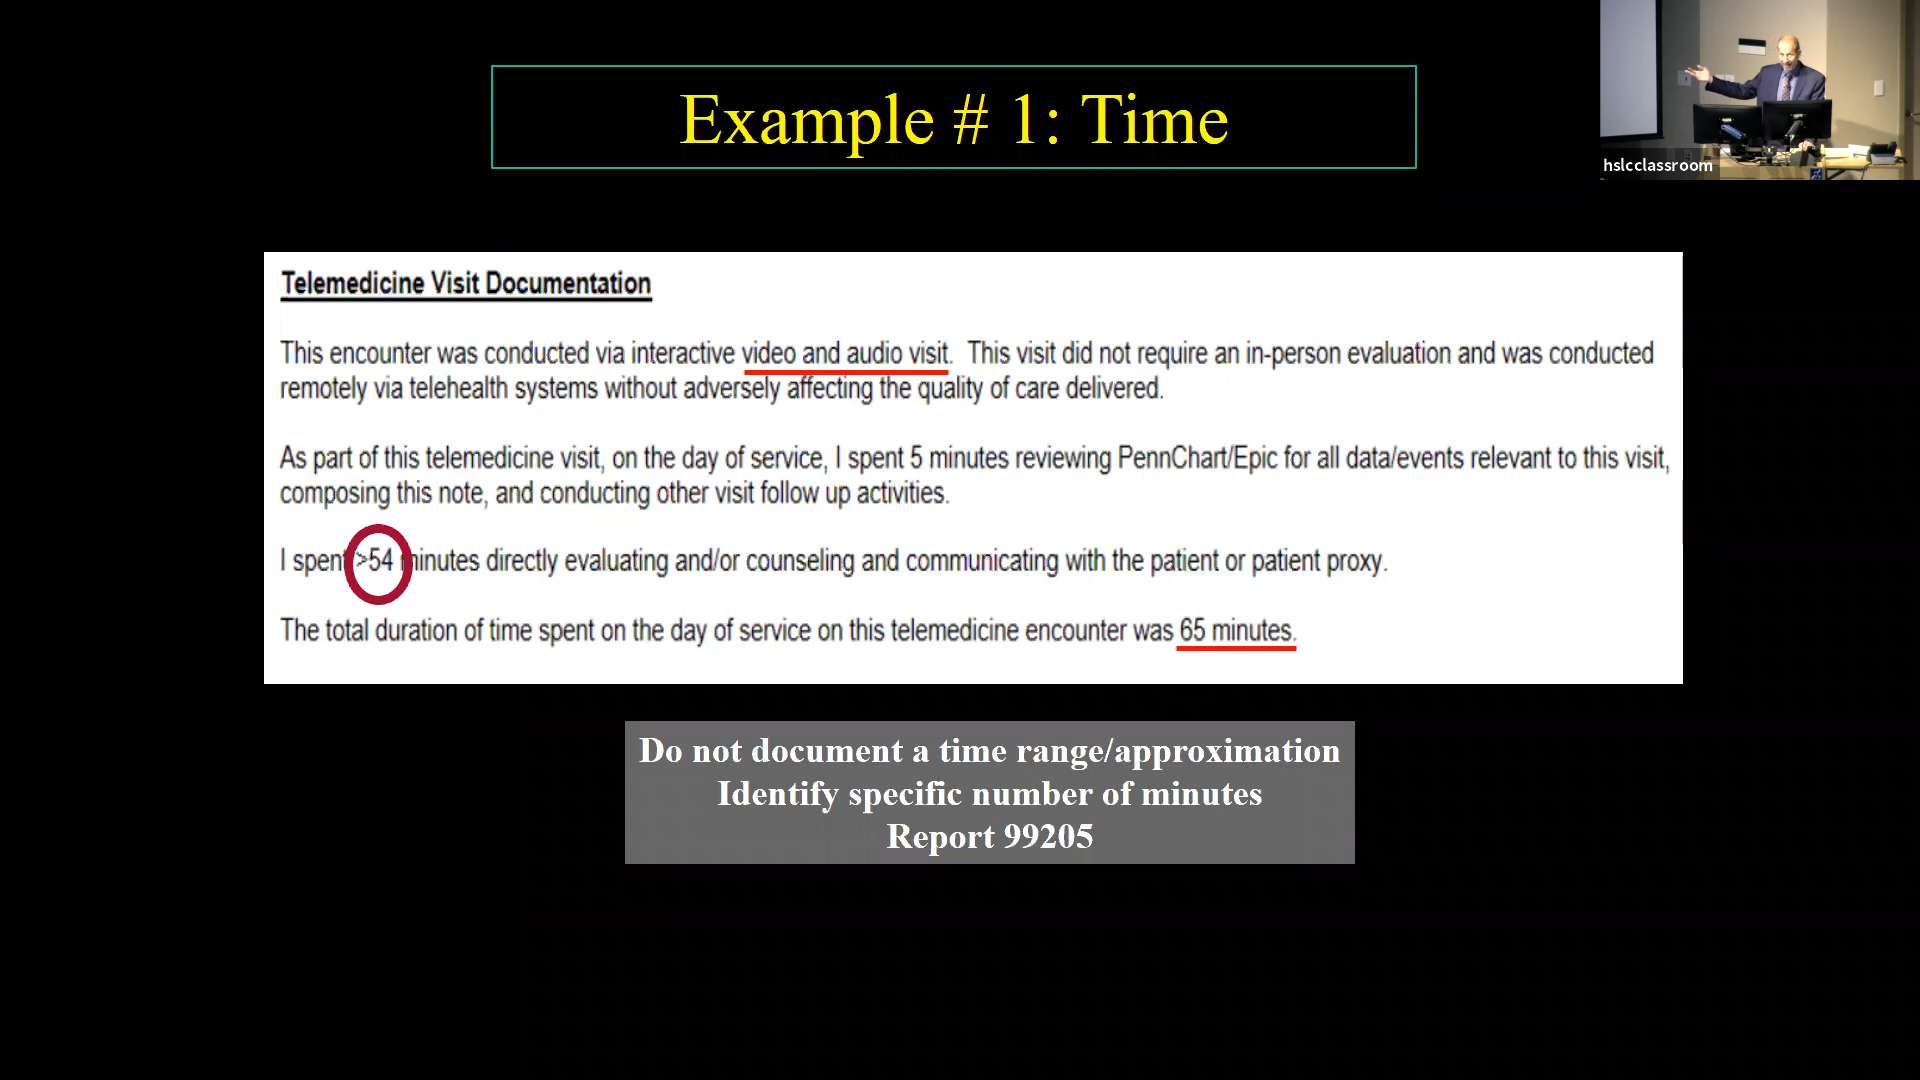 Example # 1: Time
hslcclassroom
Telemedicine Visit Documentation
This encounter was conducted via interactive video and audio visit.  This visit did not require an in-person evaluation and was conducted
remotely via telehealth systems without adversely affecting the quality of care delivered.
As part of this telemedicine visit, on the day of service, I spent 5 minutes reviewing PennChart/Epic for all data/events relevant to this visit,
composing this note, and conducting other visit follow up activities.
I spent >54 minutes directly evaluating and/or counseling and communicating with the patient or patient proxy.
The total duration of time spent on the day of service on this telemedicine encounter was 65 minutes.
Do not document a time range/approximation
Identify specific number of minutes
Report 99205